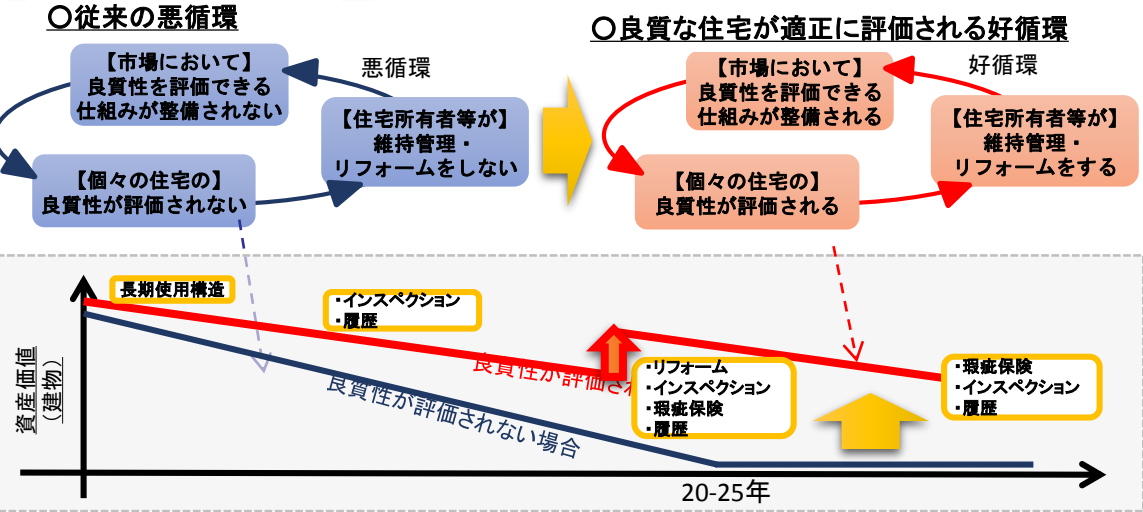 〇従来の悪循環
【市場において】
良質性を評価できる
仕組みが整備されない
悪循環
【住宅所有者等が】
維持管理・
リフォームをしない
【個々の住宅の】
良質性が評価されない
〇良質な住宅が適正に評価される好循環
【市場において】
良質性を評価できる
仕組みが整備される
好循環
【住宅所有者等が】
維持管理・
リフォームをする
【個々の住宅の】
良質性が評価される
資産価値
（建物）
長期使用構造
・インスペクション
・履歴
良質性が評価され
良質性が評価されない場合
・リフォーム
・インスペクション
・瑕疵保険
・履歴
・瑕疵保険
・インスペクション
・履歴
20-25年